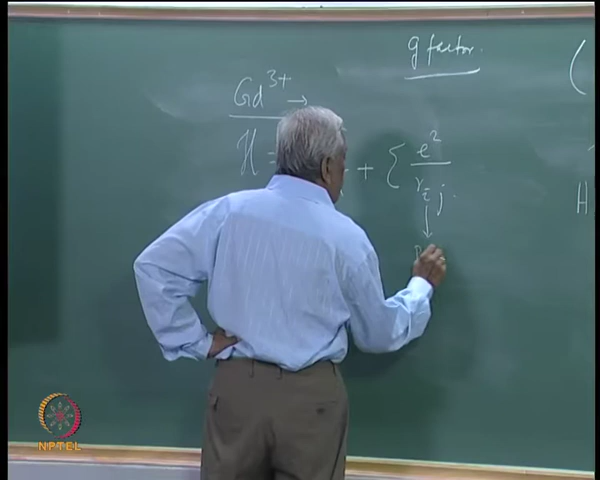 g factor.
Gd3+ →
H =
+ { e2
rij
H
NPTEL